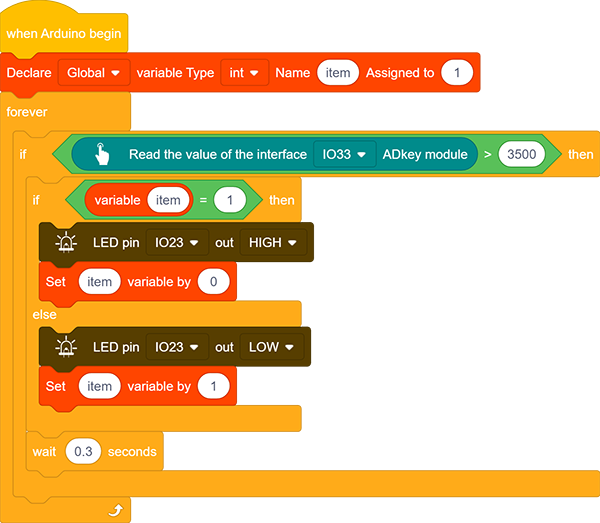 when Arduino begin
Declare Global variable Type int Name item Assigned to 1
forever
if Read the value of the interface IO33 ADkey module > 3500 then
if variable item = 1 then
LED pin IO23 out HIGH
Set item variable by 0
else
LED pin IO23 out LOW
Set item variable by 1
wait 0.3 seconds